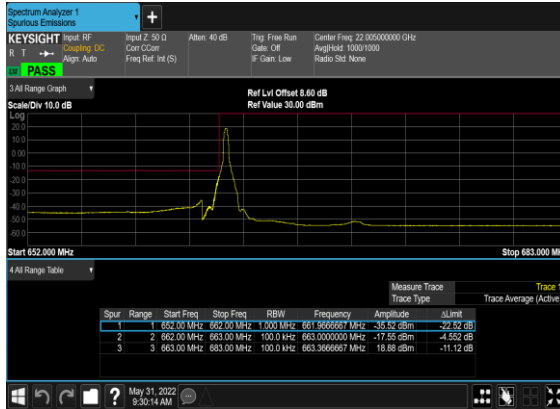 Spectrum Analyzer 1
Spurious Emissions
+
KEYSIGHT Input: RF Input Z: 50 Ω Atten: 40 dB Trig: Free Run Center Freq: 22.005000000 GHz
R T Coupling: DC Corr CCorr Gate: Off Avg|Hold: 1000/1000
Align: Auto Freq Ref: Int (S) IF Gain: Low Radio Std: None
PASS
3 All Range Graph
Ref Lvl Offset 8.60 dB
Scale/Div 10.0 dB Ref Value 30.00 dBm
Log
20.0
10.0
0.00
-10.0
-20.0
-30.0
-40.0
-50.0
-60.0
Start 652.000 MHz Stop 683.000 MH
4 All Range Table
Measure Trace Trace 1
Trace Type Trace Average (Active
Spur Range Start Freq Stop Freq RBW Frequency Amplitude ΔLimit
1 1 652.00 MHz 662.00 MHz 1.000 MHz 661.9666667 MHz -35.52 dBm -22.52 dB
2 2 662.00 MHz 663.00 MHz 100.0 kHz 663.0000000 MHz -17.55 dBm -4.552 dB
3 3 663.00 MHz 683.00 MHz 100.0 kHz 663.3666667 MHz 18.88 dBm -11.12 dB
? May 31, 2022
9:30:14 AM